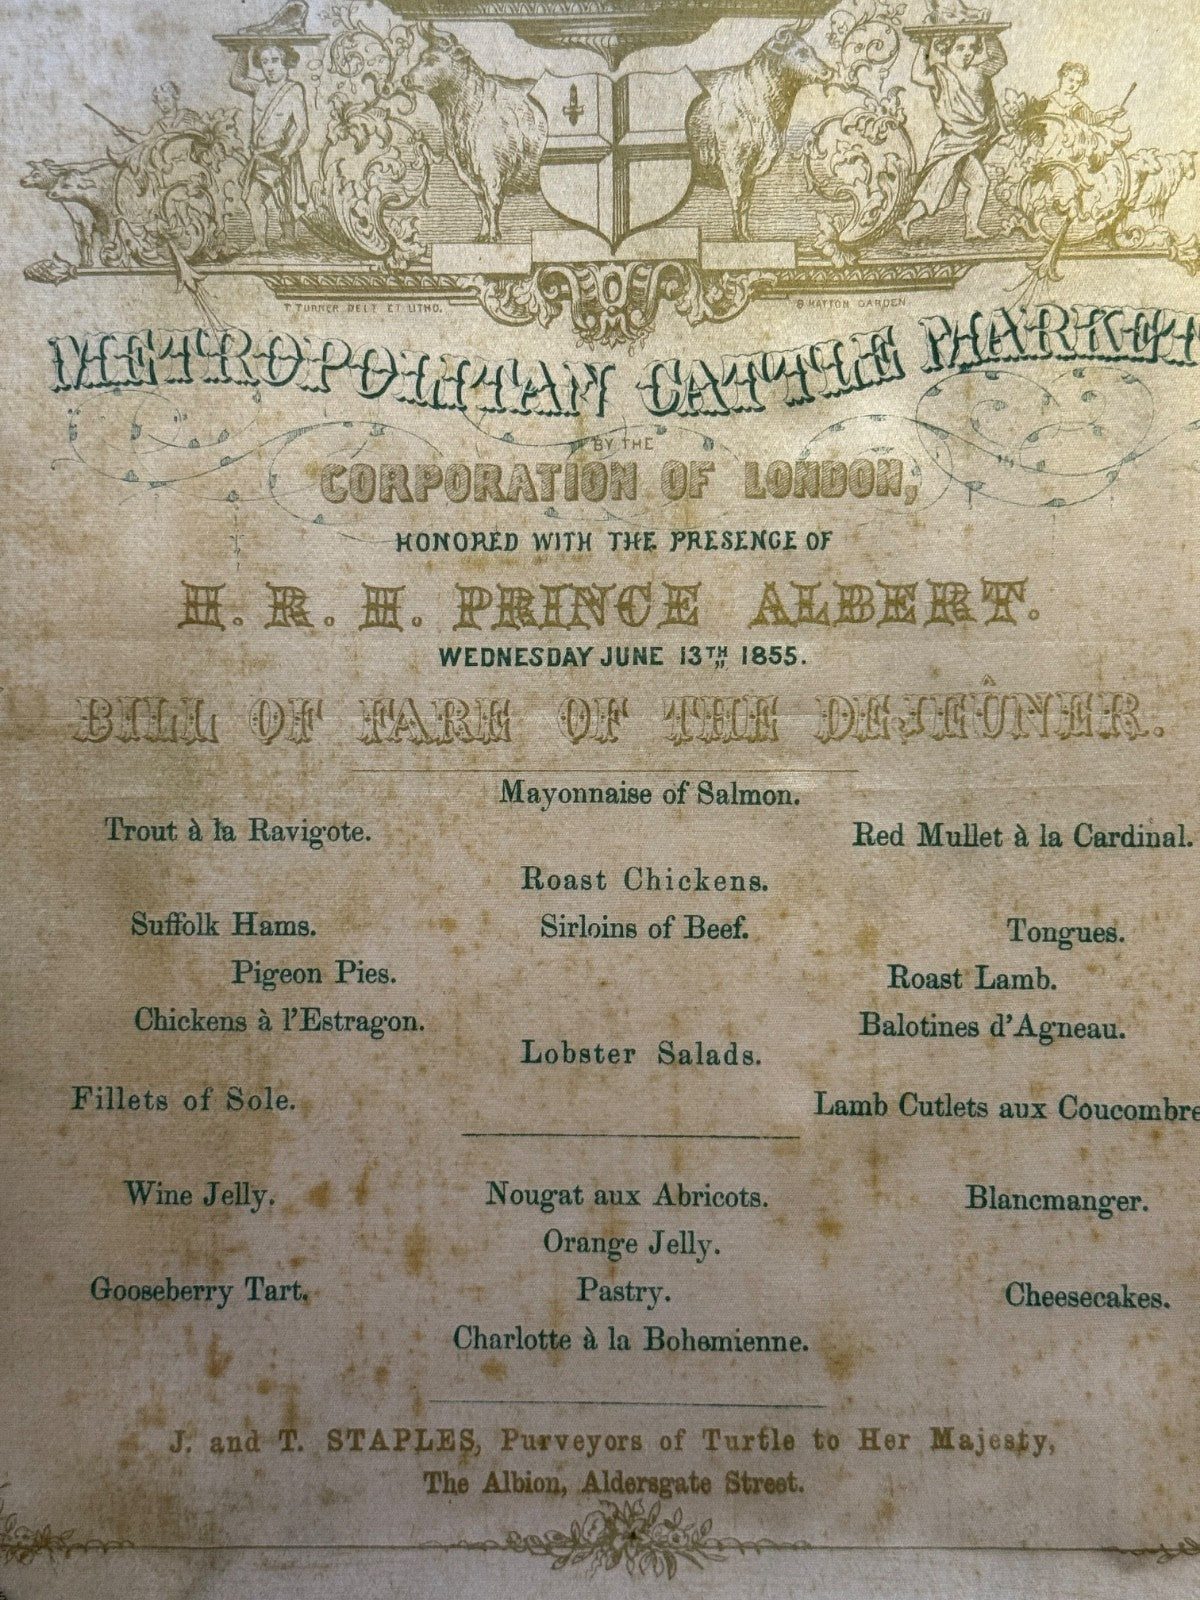 T. TURNER DELT ET LITHO. 8 HATTON GARDEN
METROPOLITAN CATTLE MARKET
BY THE
CORPORATION OF LONDON,
HONORED WITH THE PRESENCE OF
H. R. H. PRINCE ALBERT.
WEDNESDAY JUNE 13TH 1855.
BILL OF FARE OF THE DEJEÛNER.
Mayonnaise of Salmon.
Trout à la Ravigote. Red Mullet à la Cardinal.
Roast Chickens.
Suffolk Hams. Sirloins of Beef. Tongues.
Pigeon Pies. Roast Lamb.
Chickens à l'Estragon. Balotines d'Agneau.
Lobster Salads.
Fillets of Sole. Lamb Cutlets aux Coucombre
Wine Jelly. Nougat aux Abricots. Blancmanger.
Orange Jelly.
Gooseberry Tart. Pastry. Cheesecakes.
Charlotte à la Bohemienne.
J. and T. STAPLES, Purveyors of Turtle to Her Majesty,
The Albion, Aldersgate Street.